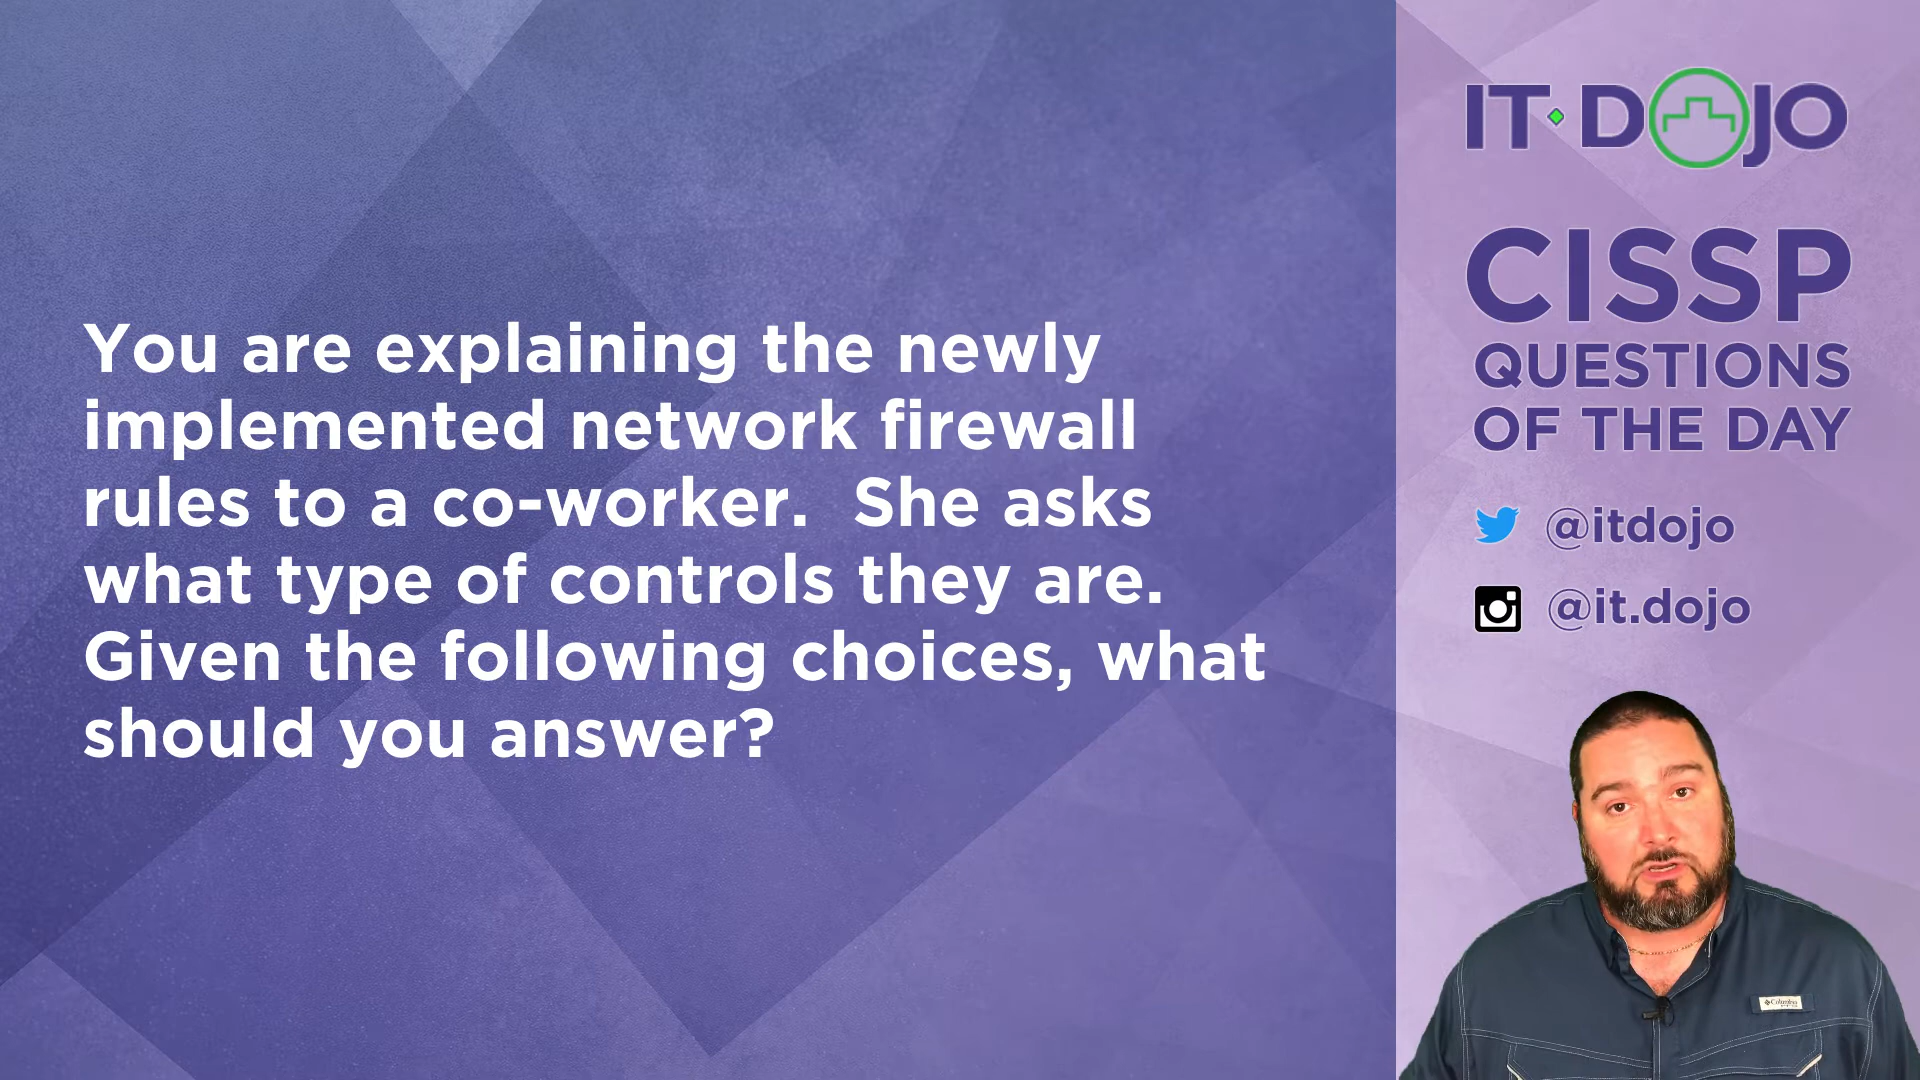 You are explaining the newly
implemented network firewall
rules to a co-worker.  She asks
what type of controls they are.
Given the following choices, what
should you answer?
IT DOJO
CISSP
QUESTIONS
OF THE DAY
@itdojo
@it.dojo
Columbia